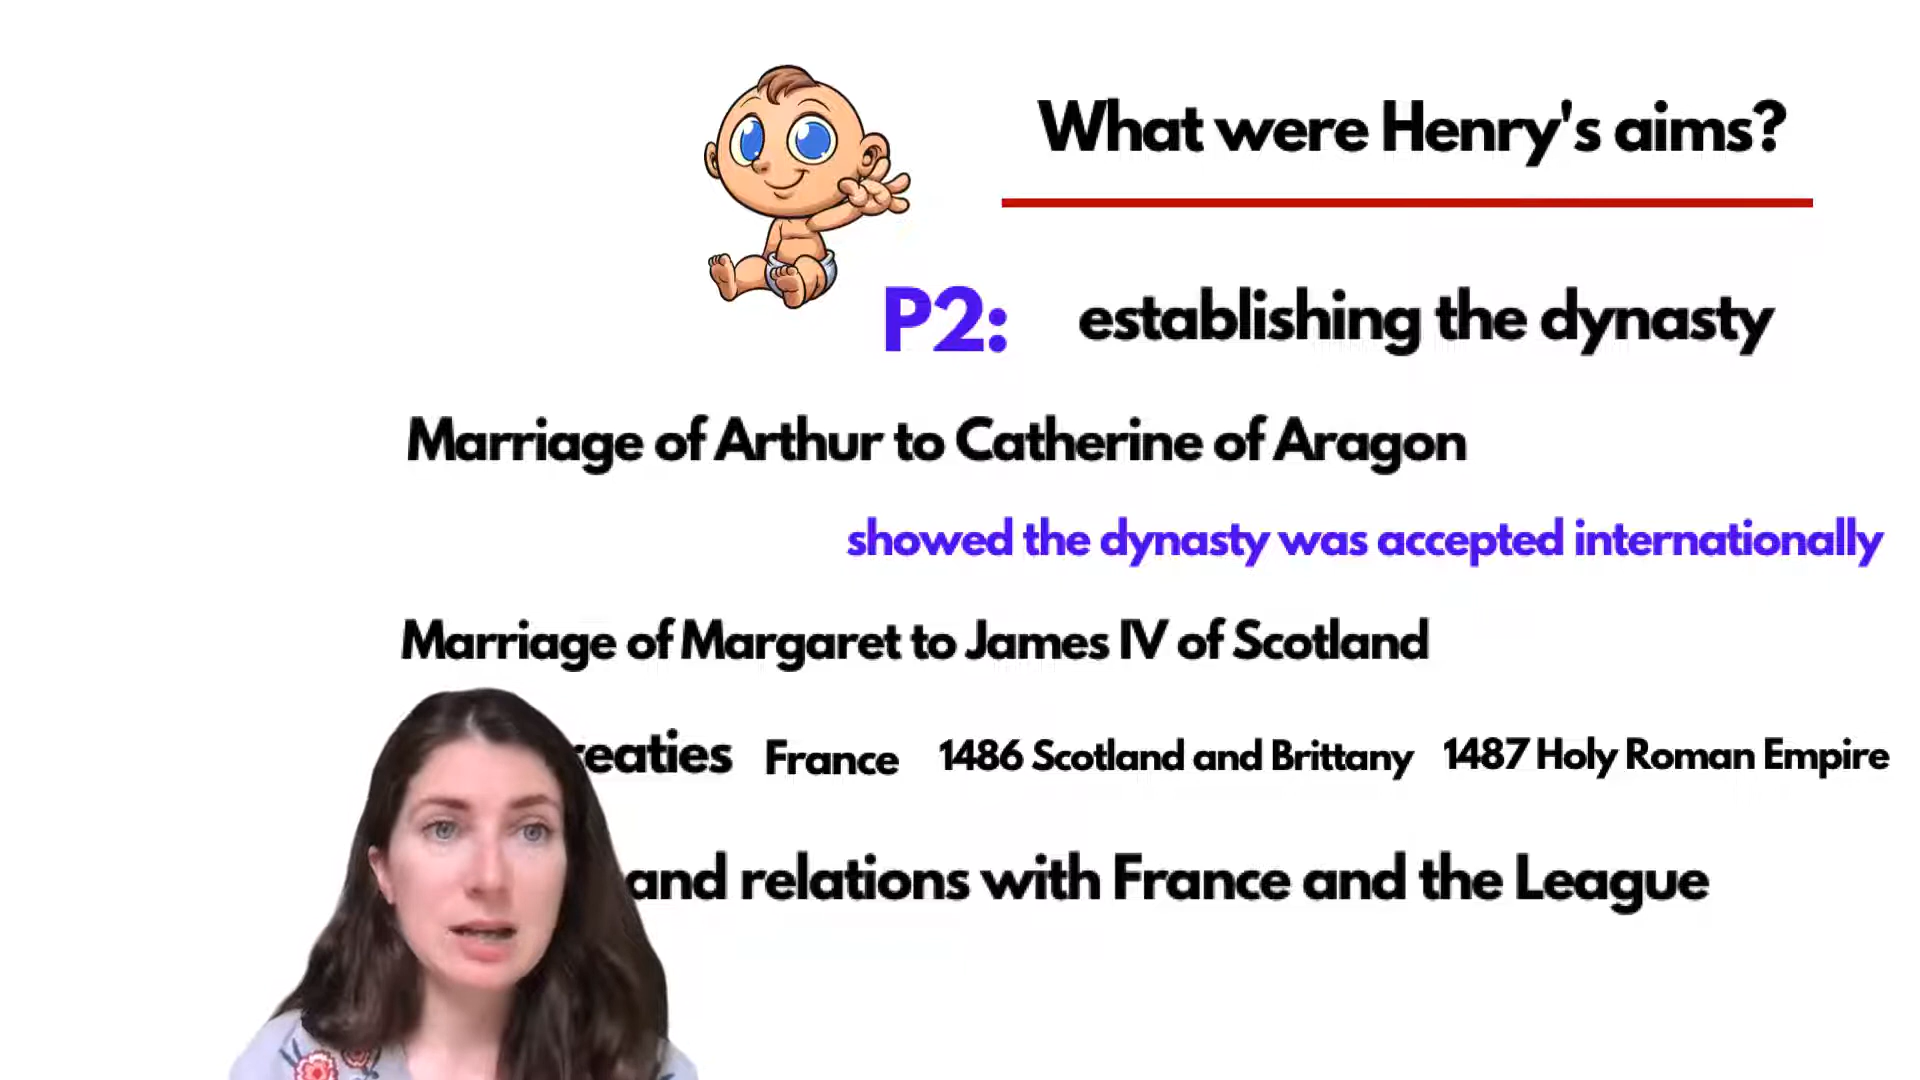 What were Henry's aims?
P2: establishing the dynasty
Marriage of Arthur to Catherine of Aragon
showed the dynasty was accepted internationally
Marriage of Margaret to James IV of Scotland
France 1486 Scotland and Brittany 1487 Holy Roman Empire
and relations with France and the League